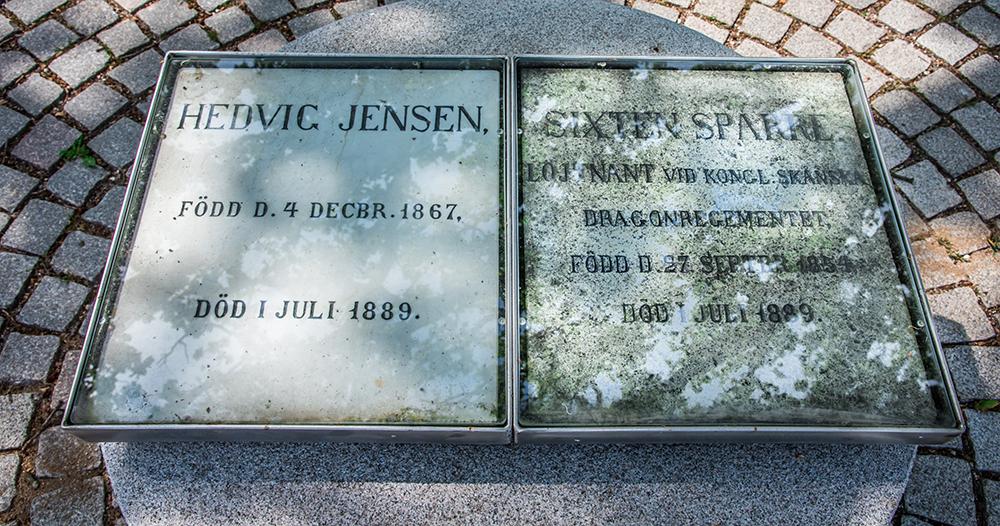 HEDVIG JENSEN,
FÖDD D. 4 DECBR. 1867,
DÖD I JULI 1889.
SIXTEN SPARRE
LÖJTNANT VID KONGL. SKÅNSKA
DRAGONREGEMENTET,
FÖDD D. 27 SEPTBR. 1854,
DÖD I JULI 1889.